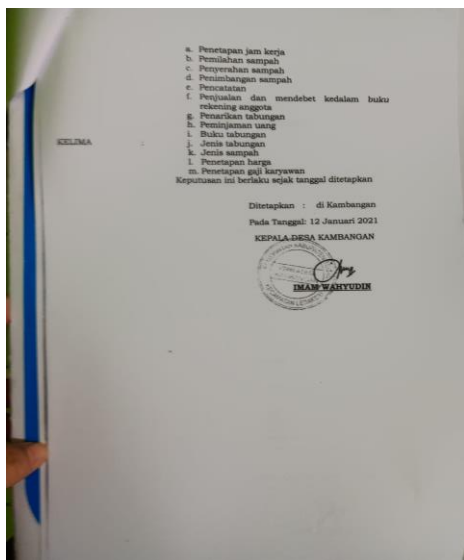 a. Penetapan jam kerja
b. Pemilahan sampah
c. Penyerahan sampah
d. Penimbangan sampah
e. Pencatatan
f. Penjualan dan mendebet kedalam buku
rekening anggota
g. Penarikan tabungan
h. Peminjaman uang
i. Buku tabungan
j. Jenis tabungan
k. Jenis sampah
l. Penetapan harga
m. Penetapan gaji karyawan
KELIMA : Keputusan ini berlaku sejak tanggal ditetapkan
Ditetapkan : di Kambangan
Pada Tanggal: 12 Januari 2021
KEPALA DESA KAMBANGAN
IMAM WAHYUDIN